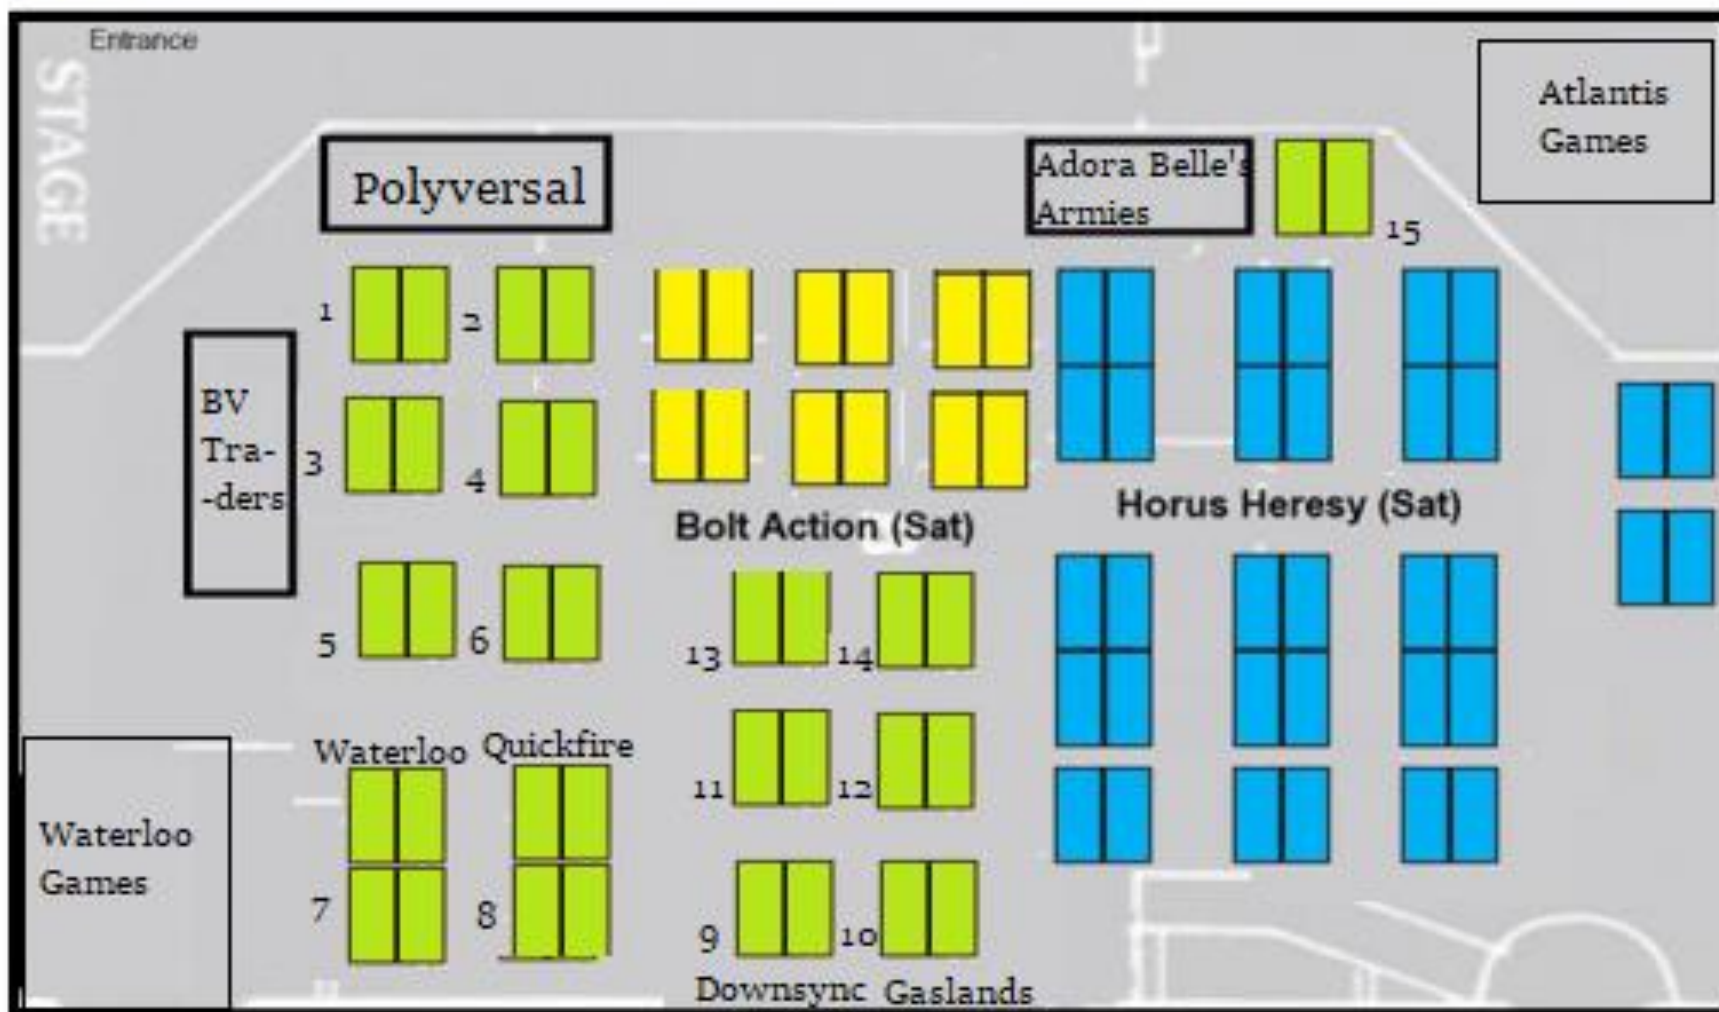 Entrance
STAGE
Atlantis
Games
Polyversal
Adora Belle's
Armies
15
1
2
BV
Tra-
-ders
3
4
Bolt Action (Sat)
Horus Heresy (Sat)
5
6
13
14
Waterloo
Quickfire
11
12
Waterloo
Games
7
8
9
10
Downsync
Gaslands